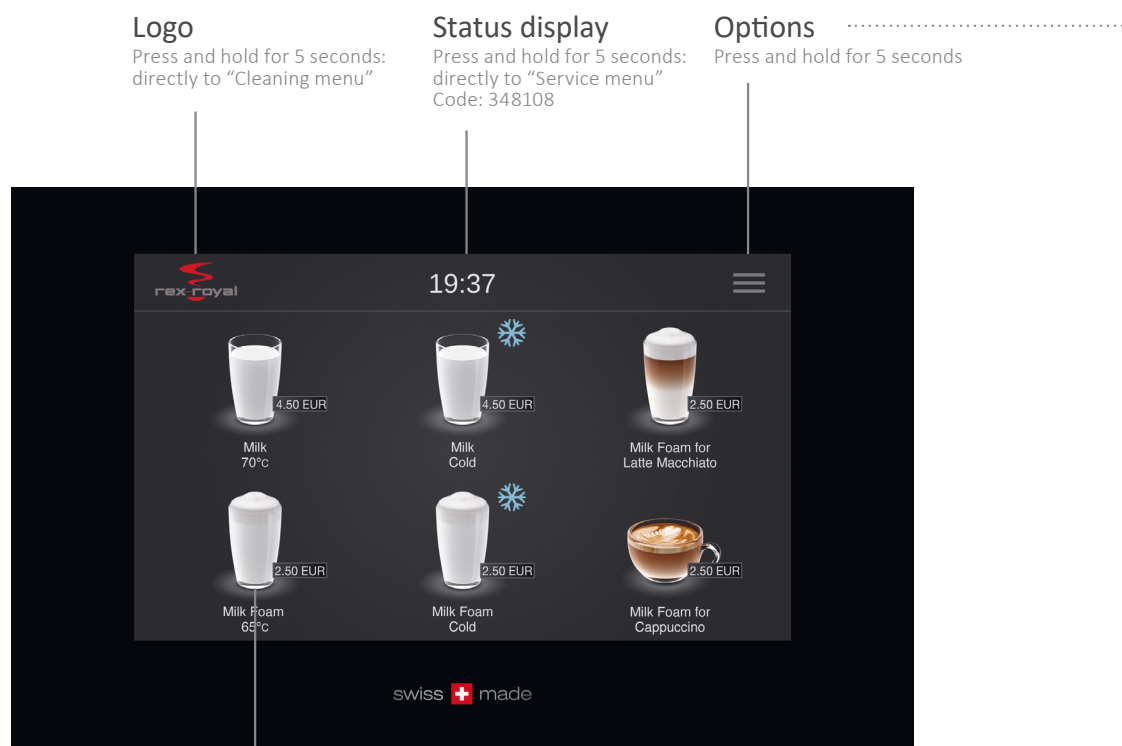 Logo
Press and hold for 5 seconds:
directly to “Cleaning menu”
Status display
Press and hold for 5 seconds:
directly to “Service menu”
Code: 348108
Options
Press and hold for 5 seconds
rex-royal
19:37
4.50 EUR
4.50 EUR
2.50 EUR
Milk
70°c
Milk
Cold
Milk Foam for
Latte Macchiato
2.50 EUR
2.50 EUR
2.50 EUR
Milk Foam
65°c
Milk Foam
Cold
Milk Foam for
Cappuccino
swiss made